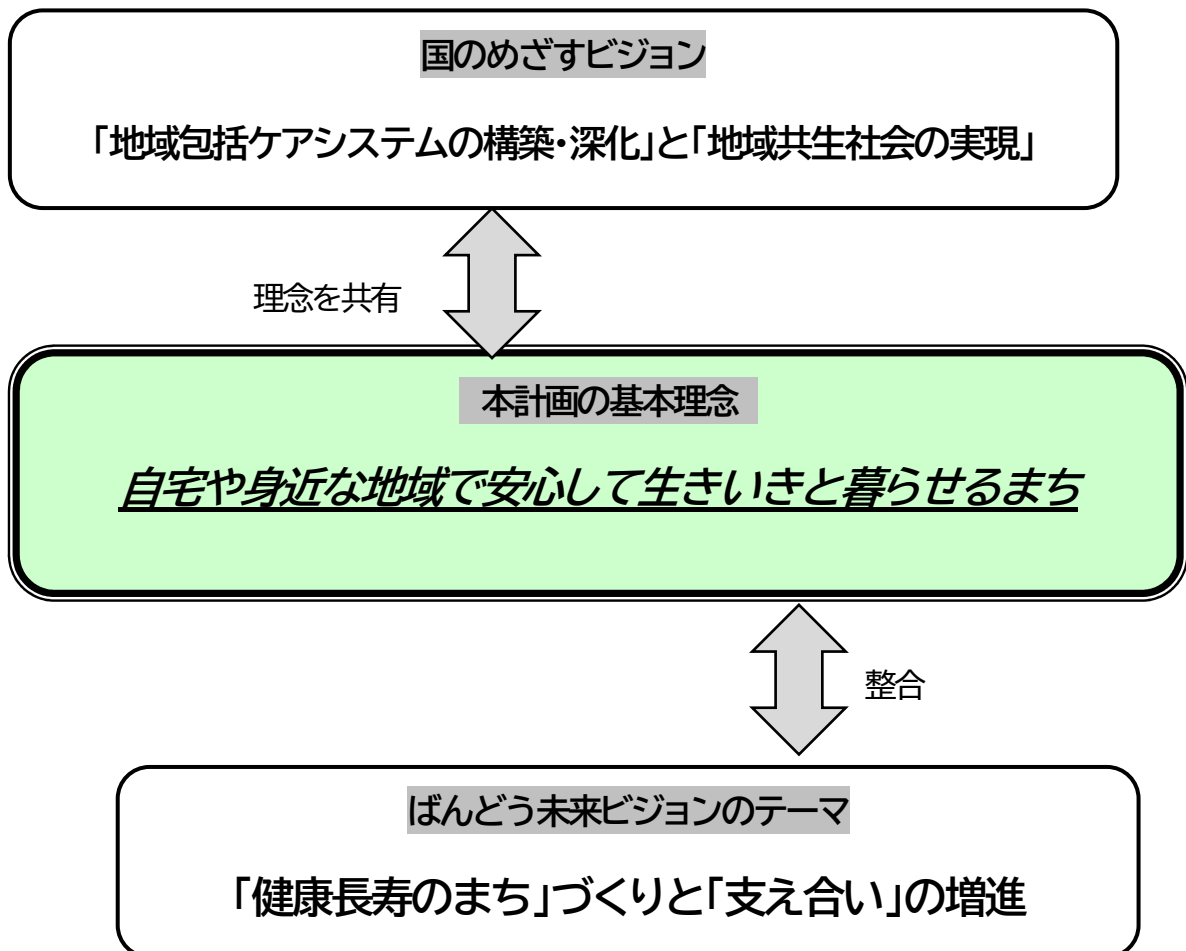 国のめざすビジョン
「地域包括ケアシステムの構築・深化」と「地域共生社会の実現」
理念を共有
本計画の基本理念
自宅や身近な地域で安心して生きいきと暮らせるまち
整合
ばんどう未来ビジョンのテーマ
「健康長寿のまち」づくりと「支え合い」の増進